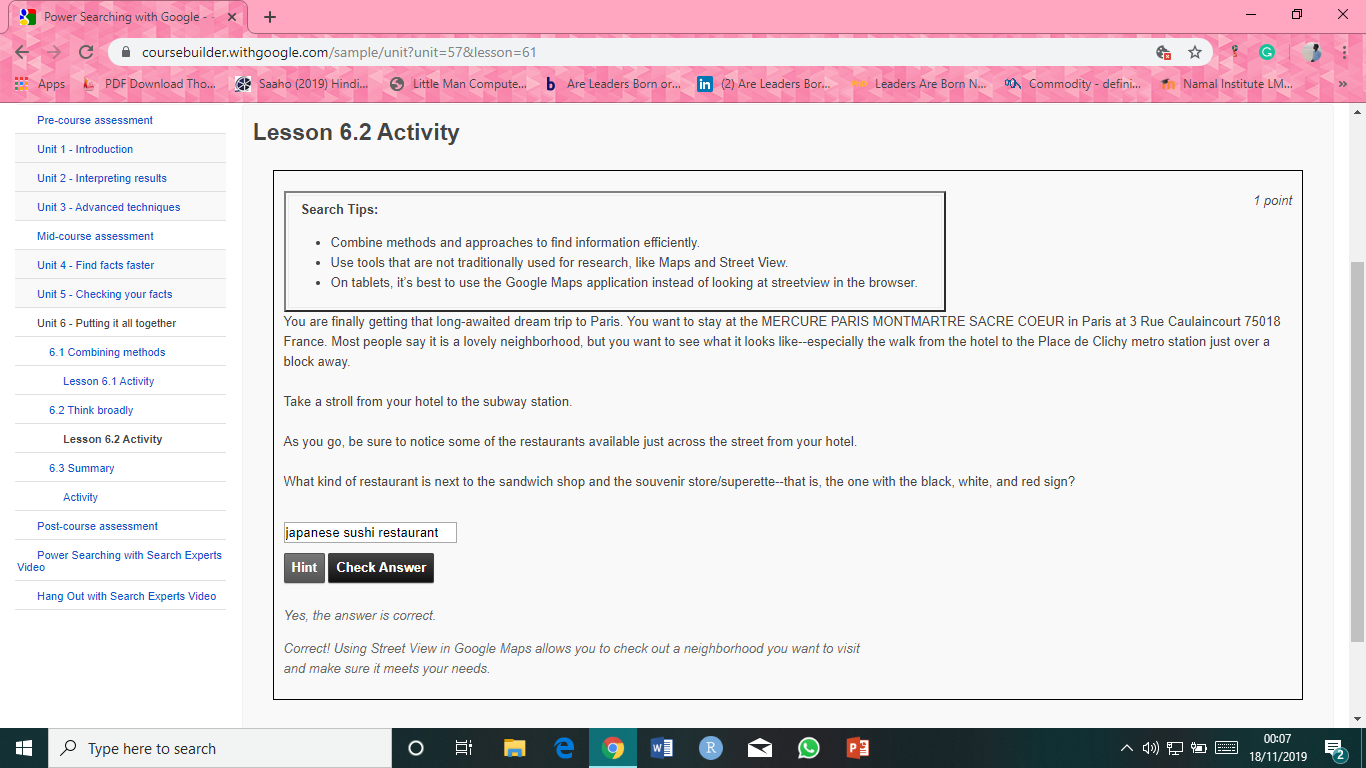 Power Searching with Google -
coursebuilder.withgoogle.com/sample/unit?unit=57&lesson=61
Apps
PDF Download Tho...
Saaho (2019) Hindi...
Little Man Compute...
b Are Leaders Born or...
in (2) Are Leaders Bor...
Leaders Are Born N...
Commodity - defini...
Namal Institute LM...
»
Pre-course assessment
Unit 1 - Introduction
Unit 2 - Interpreting results
Unit 3 - Advanced techniques
Mid-course assessment
Unit 4 - Find facts faster
Unit 5 - Checking your facts
Unit 6 - Putting it all together
6.1 Combining methods
Lesson 6.1 Activity
6.2 Think broadly
Lesson 6.2 Activity
6.3 Summary
Activity
Post-course assessment
Power Searching with Search Experts
Video
Hang Out with Search Experts Video
Lesson 6.2 Activity
1 point
Search Tips:
• Combine methods and approaches to find information efficiently.
• Use tools that are not traditionally used for research, like Maps and Street View.
• On tablets, it's best to use the Google Maps application instead of looking at streetview in the browser.
You are finally getting that long-awaited dream trip to Paris. You want to stay at the MERCURE PARIS MONTMARTRE SACRE COEUR in Paris at 3 Rue Caulaincourt 75018
France. Most people say it is a lovely neighborhood, but you want to see what it looks like--especially the walk from the hotel to the Place de Clichy metro station just over a
block away.
Take a stroll from your hotel to the subway station.
As you go, be sure to notice some of the restaurants available just across the street from your hotel.
What kind of restaurant is next to the sandwich shop and the souvenir store/superette--that is, the one with the black, white, and red sign?
japanese sushi restaurant
Hint
Check Answer
Yes, the answer is correct.
Correct! Using Street View in Google Maps allows you to check out a neighborhood you want to visit
and make sure it meets your needs.
Type here to search
00:07
18/11/2019
2